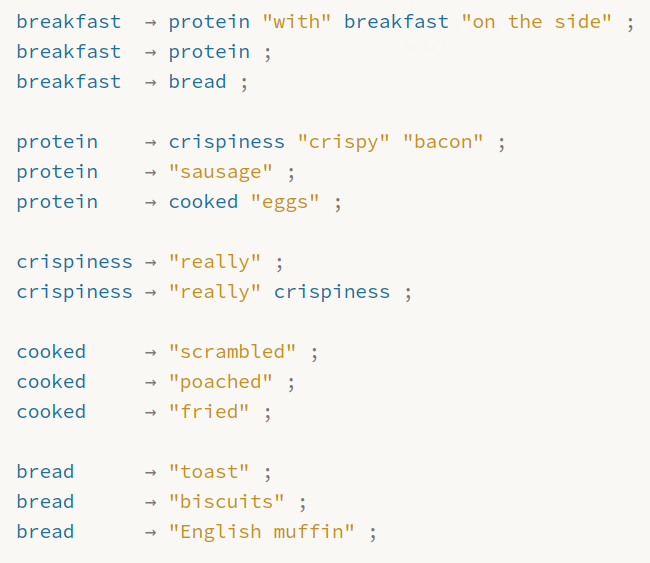 breakfast → protein "with" breakfast "on the side" ;
breakfast → protein ;
breakfast → bread ;
protein → crispiness "crispy" "bacon" ;
protein → "sausage" ;
protein → cooked "eggs" ;
crispiness → "really" ;
crispiness → "really" crispiness ;
cooked → "scrambled" ;
cooked → "poached" ;
cooked → "fried" ;
bread → "toast" ;
bread → "biscuits" ;
bread → "English muffin" ;